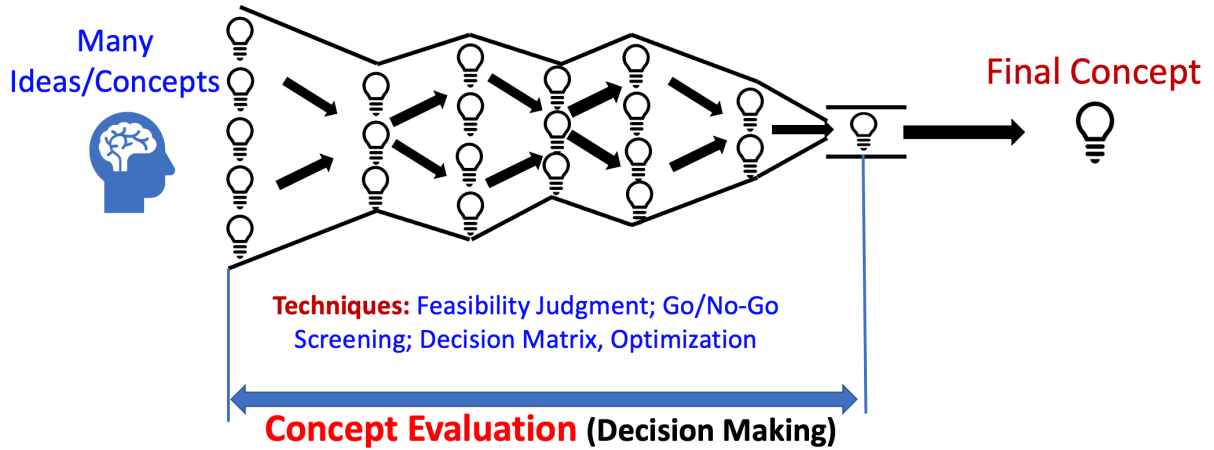 Many
Ideas/Concepts
Final Concept
Techniques: Feasibility Judgment; Go/No-Go
Screening; Decision Matrix, Optimization
Concept Evaluation (Decision Making)